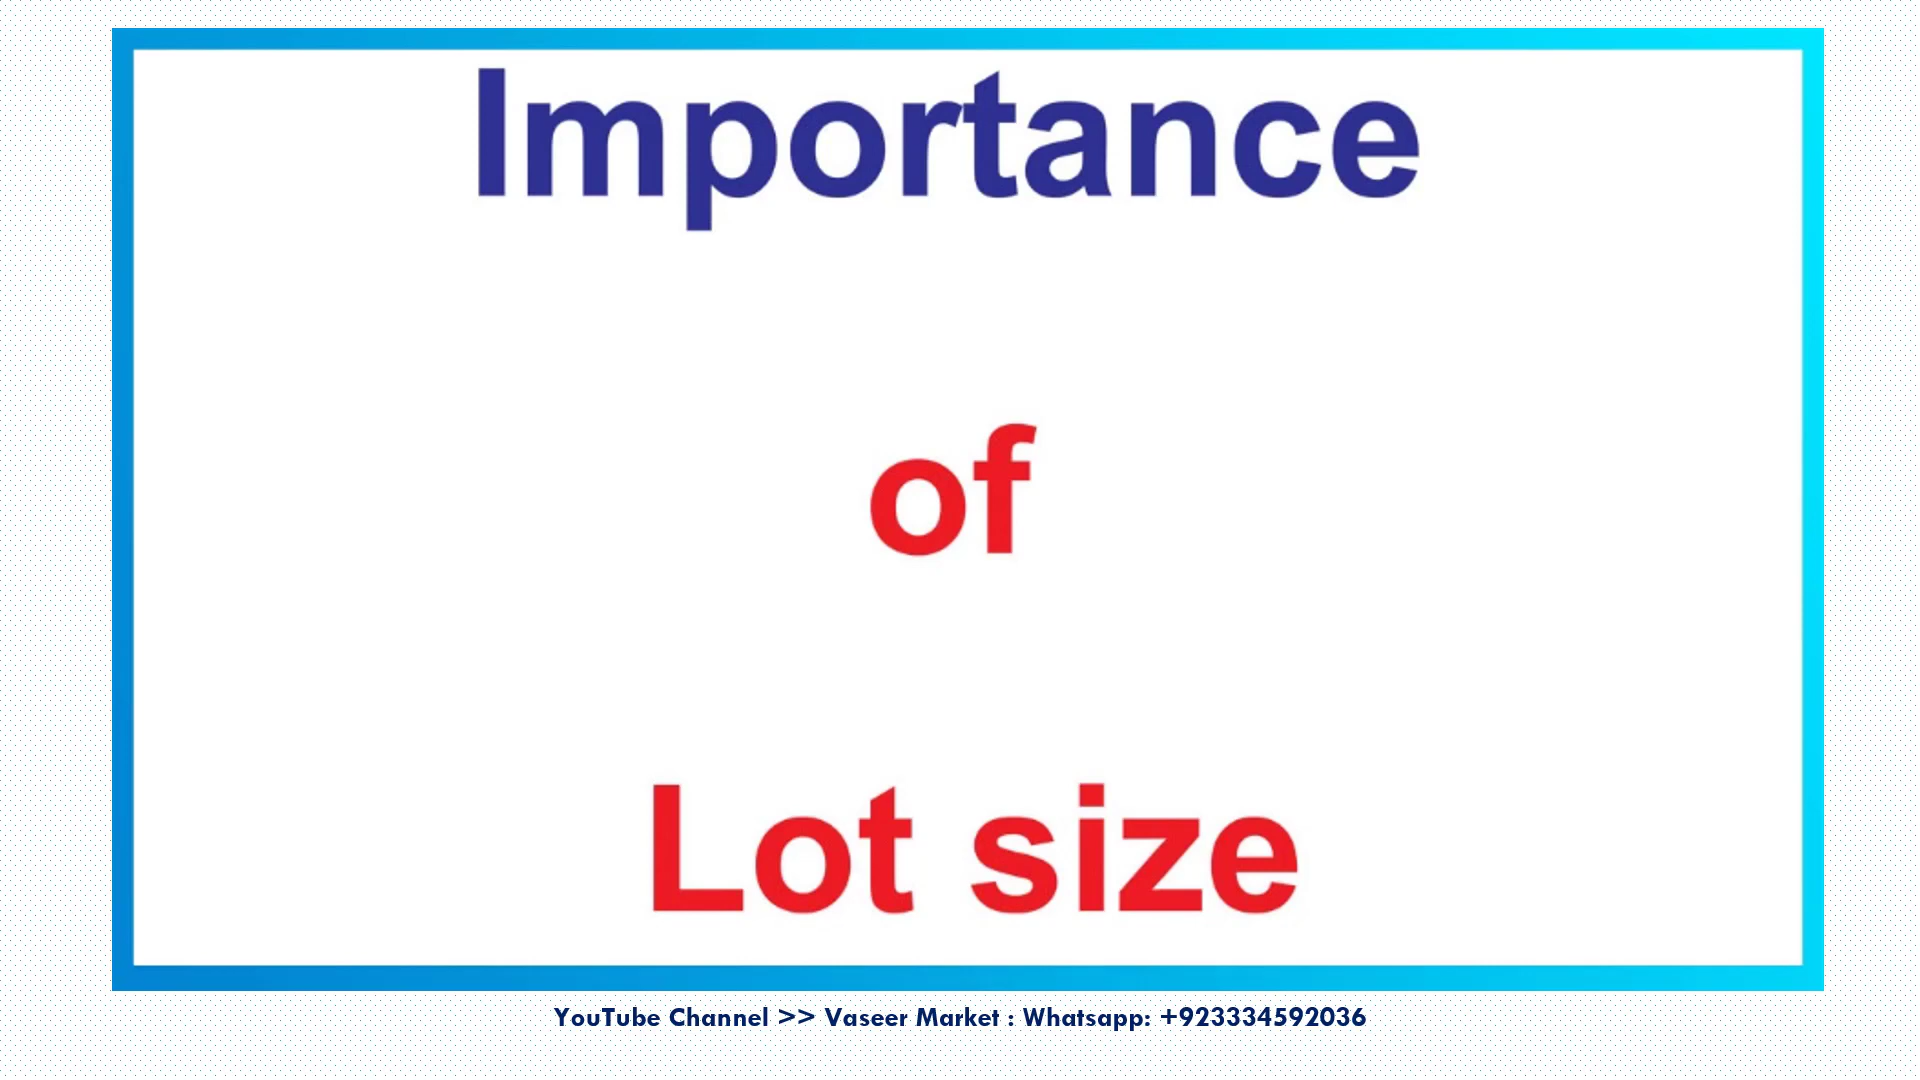 Importance
of
Lot size
YouTube Channel >> Vaseer Market : Whatsapp: +923334592036